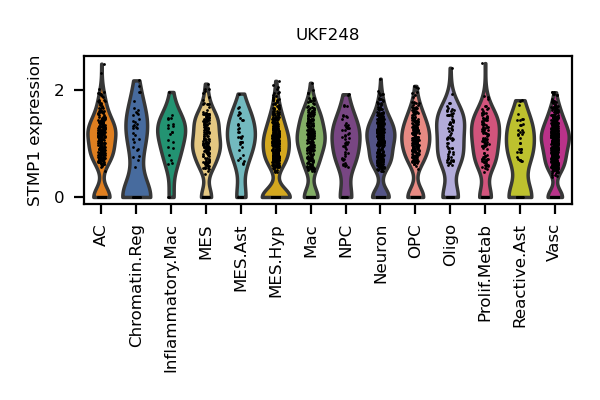 UKF248
STMP1 expression
2
0
AC
Chromatin.Reg
Inflammatory.Mac
MES
MES.Ast
MES.Hyp
Mac
NPC
Neuron
OPC
Oligo
Prolif.Metab
Reactive.Ast
Vasc